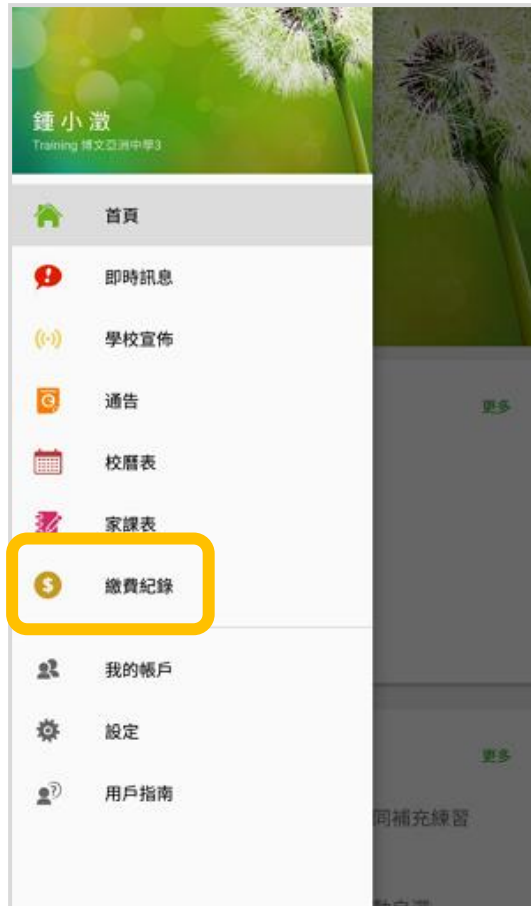 鍾小澂
Training 博文亞洲中學3
首頁
即時訊息
學校宣佈
通告
更多
校曆表
家課表
繳費紀錄
我的帳戶
設定
更多
用戶指南
同補充練習